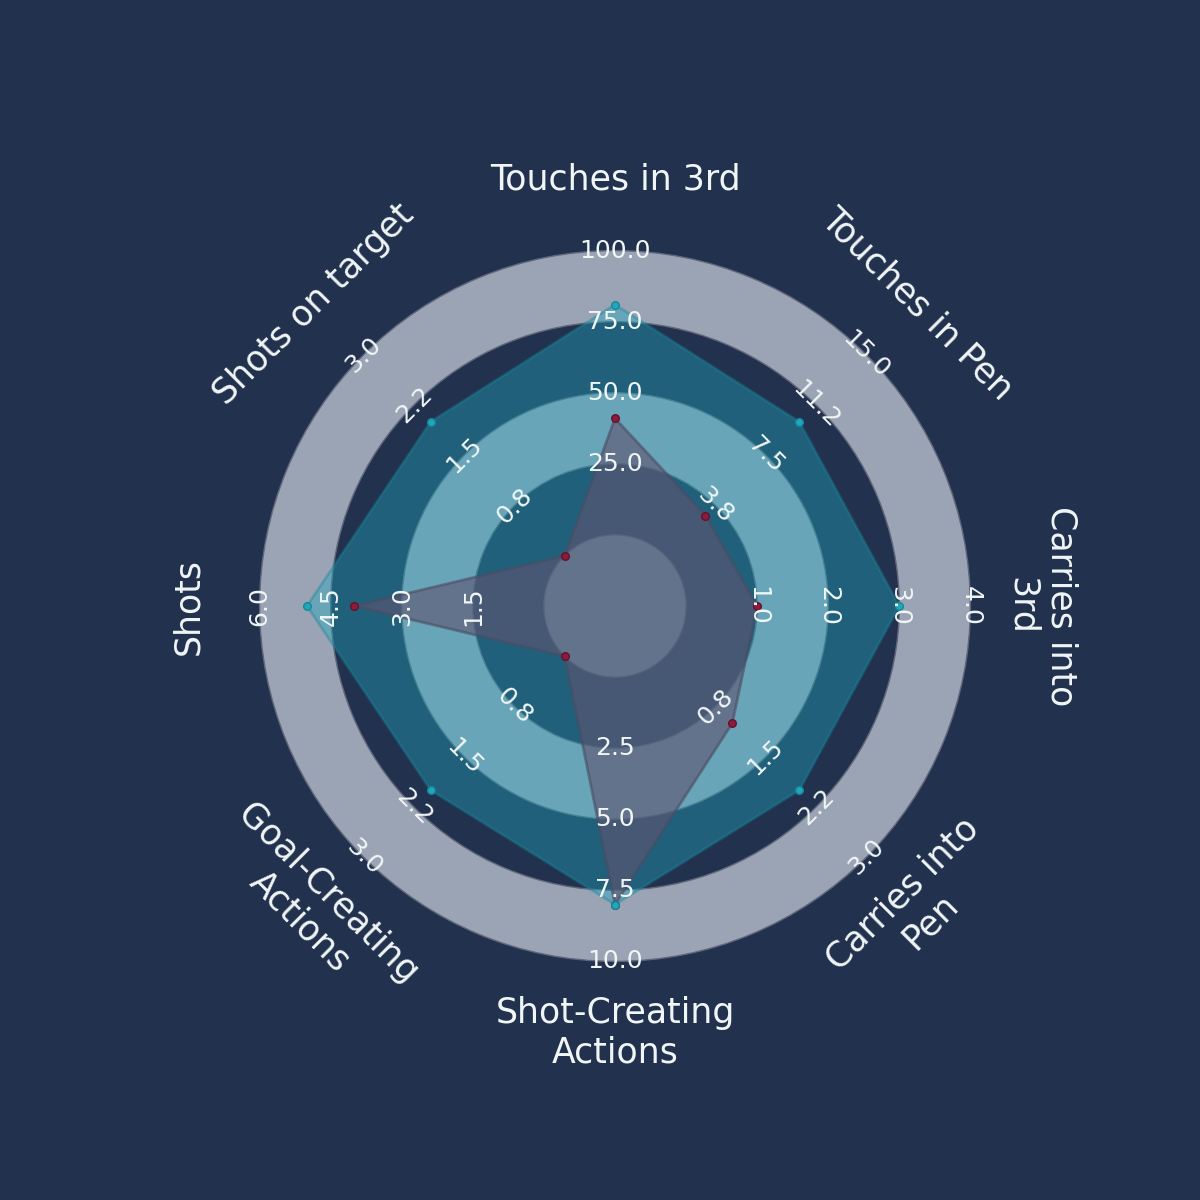 Touches in 3rd
Touches in Pen
Carries into
3rd
Carries into
Pen
Shot-Creating
Actions
Goal-Creating
Actions
Shots
Shots on target
100.0
75.0
50.0
25.0
15.0
11.2
7.5
3.8
4.0
3.0
2.0
1.0
3.0
2.2
1.5
0.8
10.0
7.5
5.0
2.5
3.0
2.2
1.5
0.8
6.0
4.5
3.0
1.5
3.0
2.2
1.5
0.8